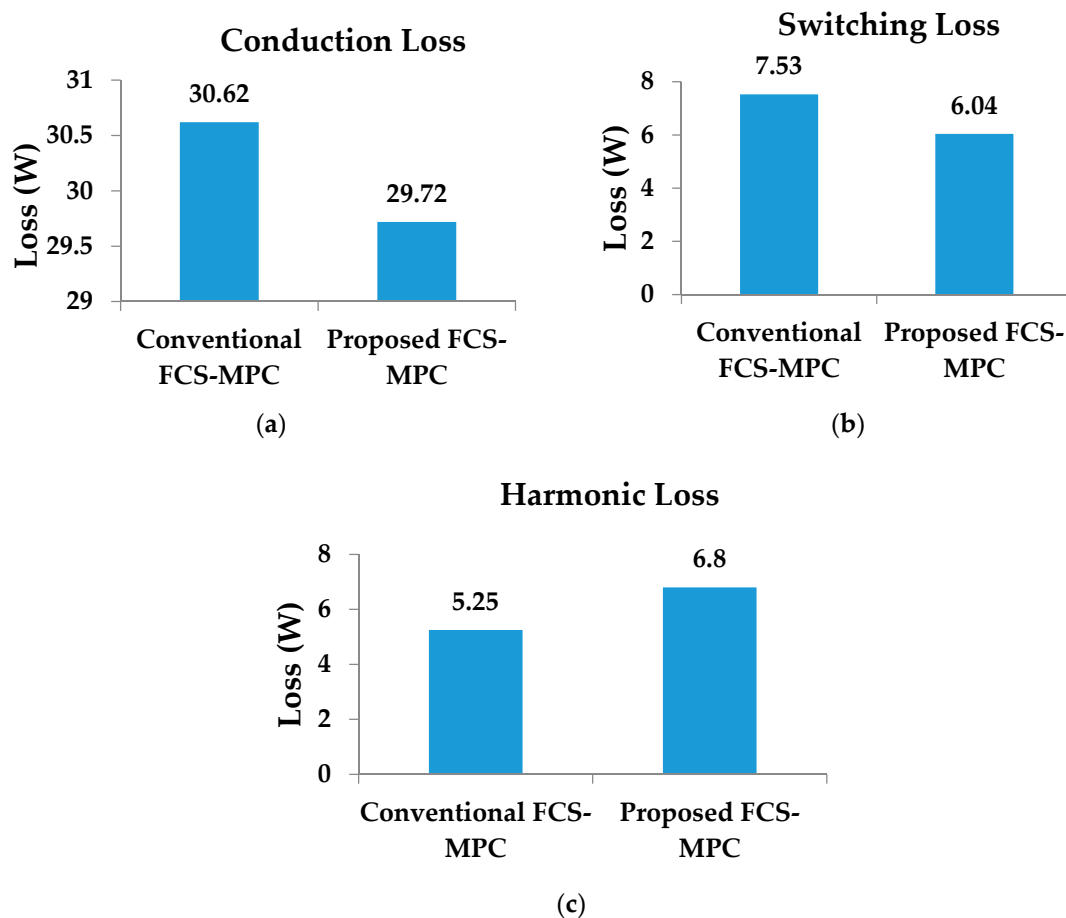 Conduction Loss
Loss (W)
31
30.5
30
29.5
29
30.62
29.72
Conventional
FCS-MPC
Proposed FCS-
MPC
(a)
Switching Loss
Loss (W)
8
6
4
2
0
7.53
6.04
Conventional
FCS-MPC
Proposed FCS-
MPC
(b)
Harmonic Loss
Loss (W)
8
6
4
2
0
5.25
6.8
Conventional FCS-
MPC
Proposed FCS-
MPC
(c)